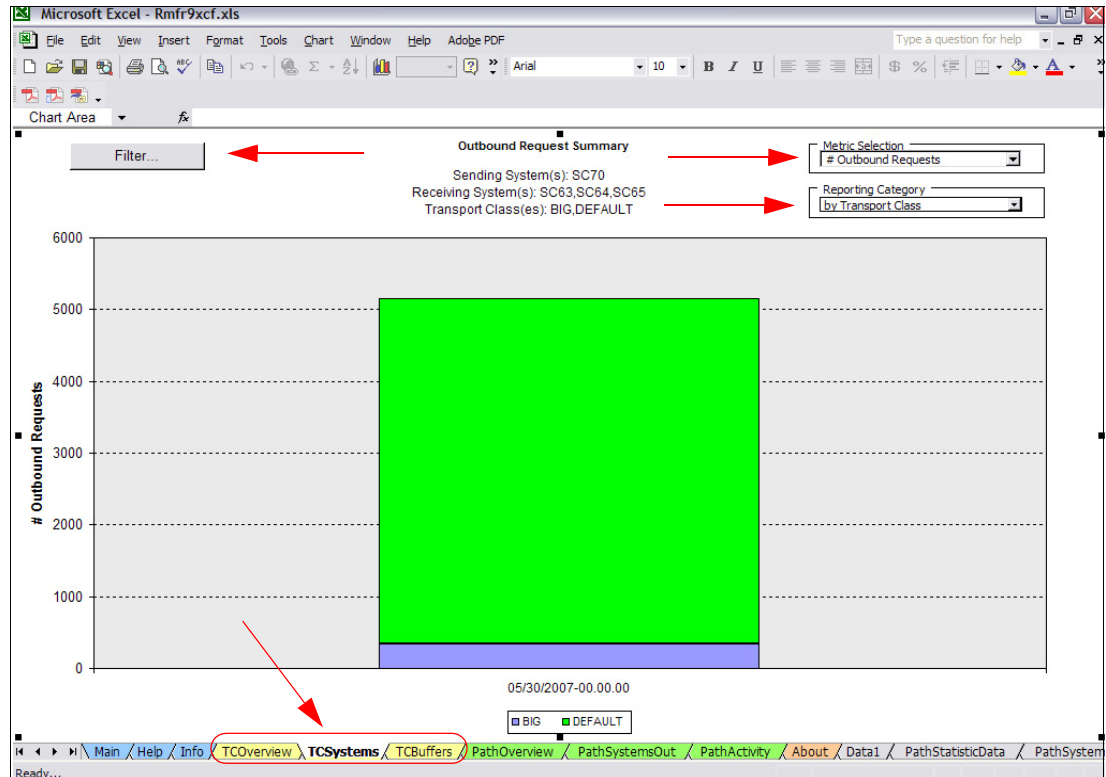 Microsoft Excel - Rmfr9xcf.xls
File Edit View Insert Format Tools Chart Window Help Adobe PDF
Type a question for help
Arial 10 B I U $ %
Chart Area fx
Filter...
Outbound Request Summary
Sending System(s): SC70
Receiving System(s): SC63,SC64,SC65
Transport Class(es): BIG,DEFAULT
Metric Selection
# Outbound Requests
Reporting Category
by Transport Class
# Outbound Requests
6000
5000
4000
3000
2000
1000
0
05/30/2007-00.00.00
BIG DEFAULT
Main Help Info TCOverview TCSystems TCBuffers PathOverview PathSystemsOut PathActivity About Data1 PathStatisticData PathSystem
Ready...